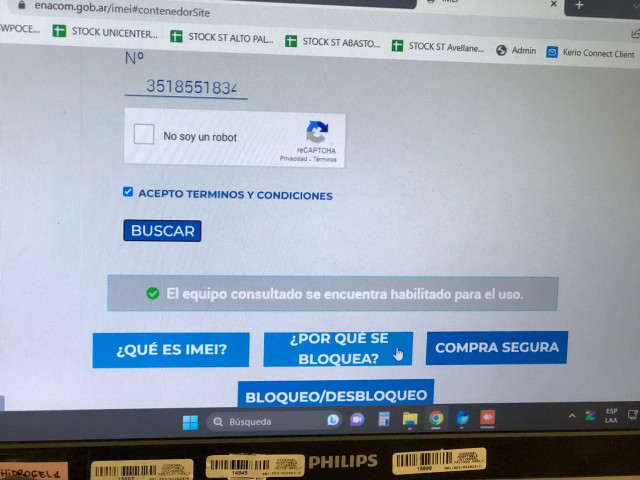 IMEI
enacom.gob.ar/imei#contenedorSite
WPOCE... STOCK UNICENTER... STOCK ST ALTO PAL... STOCK ST ABASTO... STOCK ST Avellane... Admin Kerio Connect Client
Nº
3518551834
No soy un robot
reCAPTCHA
Privacidad - Términos
ACEPTO TERMINOS Y CONDICIONES
BUSCAR
El equipo consultado se encuentra habilitado para el uso.
¿QUÉ ES IMEI?
¿POR QUÉ SE
BLOQUEA?
COMPRA SEGURA
BLOQUEO/DESBLOQUEO
Búsqueda
ESP
LAA
PHILIPS
HIDROGEL1